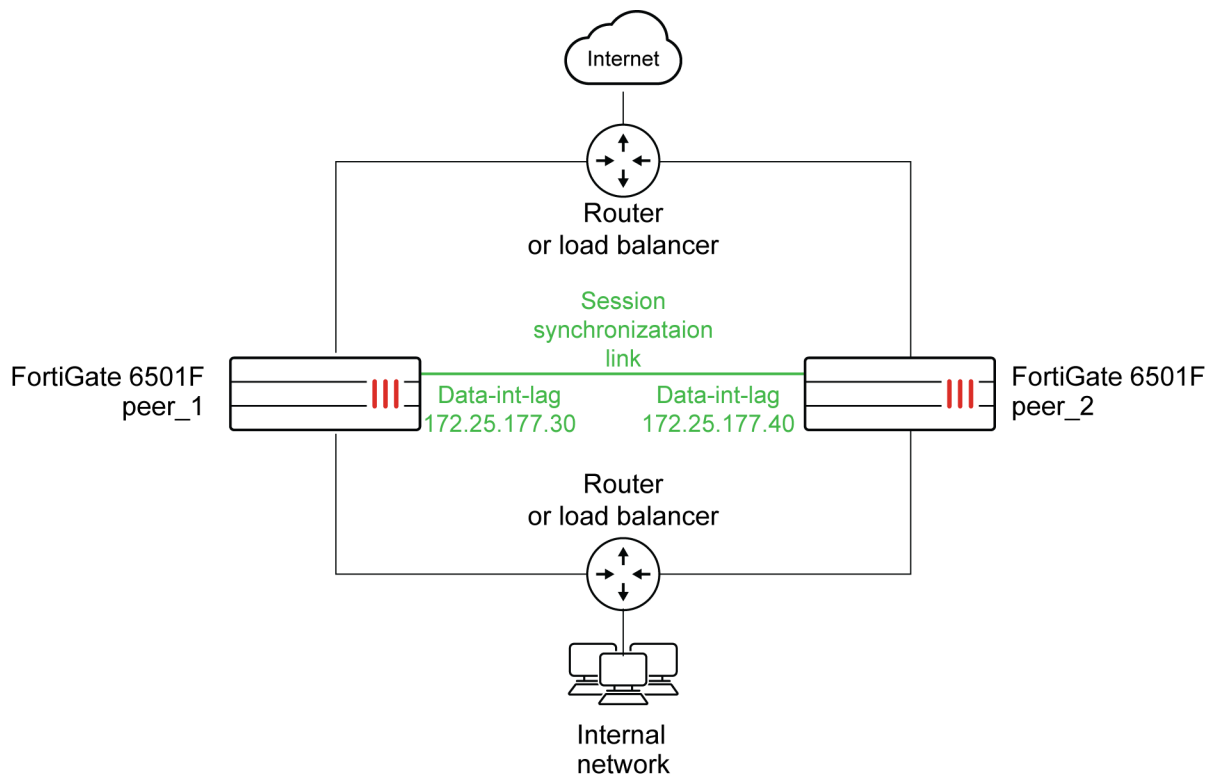 Internet
Router
or load balancer
Session
synchronizataion
link
FortiGate 6501F
peer_1
Data-int-lag
172.25.177.30
Data-int-lag
172.25.177.40
FortiGate 6501F
peer_2
Router
or load balancer
Internal
network